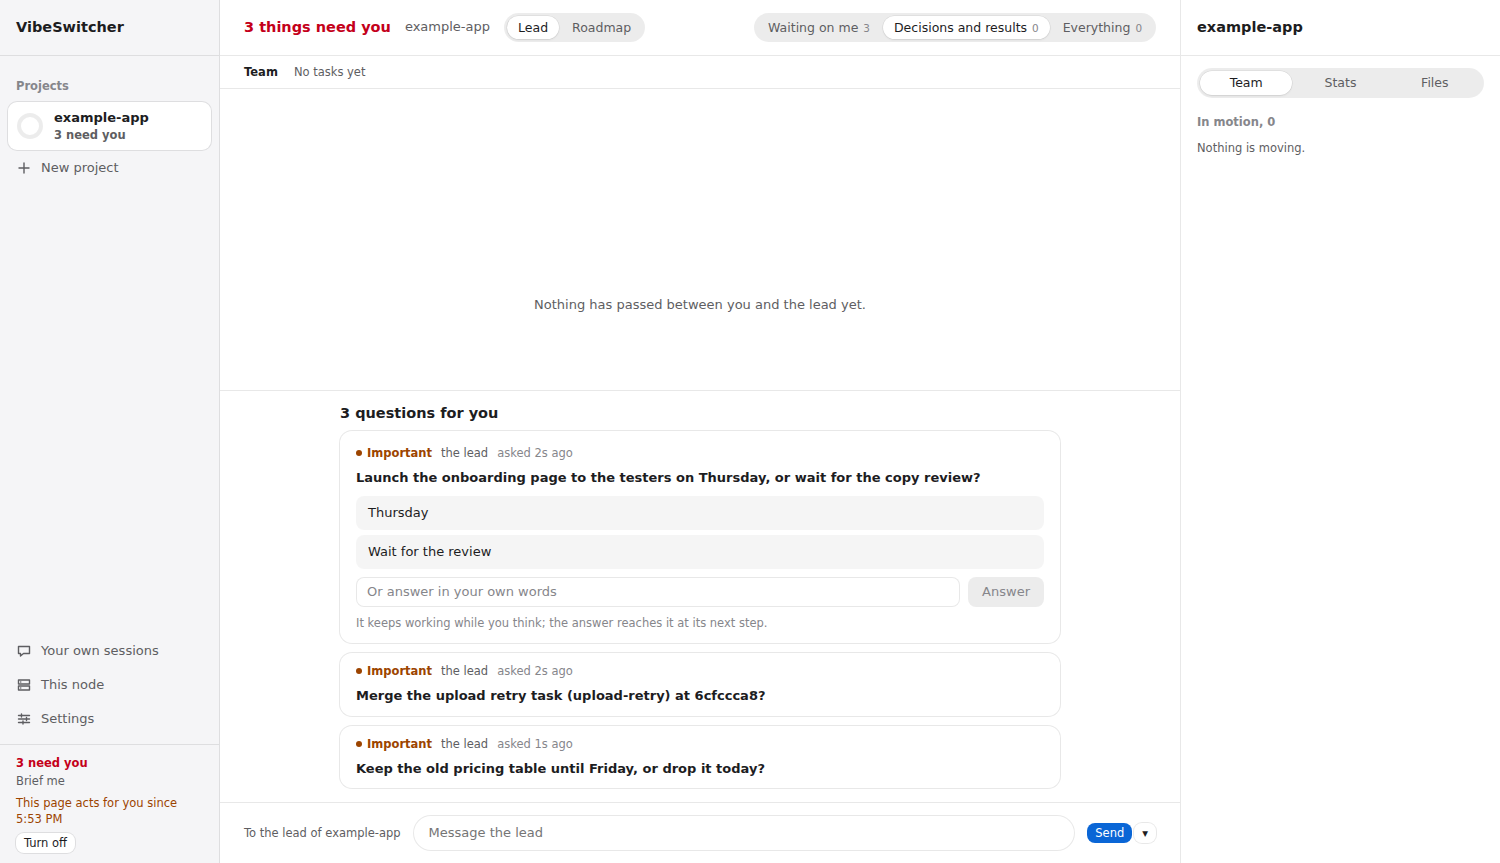 VibeSwitcher
Projects
example-app
3 need you
New project
Your own sessions
This node
Settings
3 need you
Brief me
This page acts for you since
5:53 PM
Turn off
3 things need you example-app Lead Roadmap Waiting on me 3 Decisions and results 0 Everything 0
Team No tasks yet
Nothing has passed between you and the lead yet.
3 questions for you
Important the lead asked 2s ago
Launch the onboarding page to the testers on Thursday, or wait for the copy review?
Thursday
Wait for the review
Or answer in your own words Answer
It keeps working while you think; the answer reaches it at its next step.
Important the lead asked 2s ago
Merge the upload retry task (upload-retry) at 6cfccca8?
Important the lead asked 1s ago
Keep the old pricing table until Friday, or drop it today?
To the lead of example-app Message the lead Send
example-app
Team Stats Files
In motion, 0
Nothing is moving.